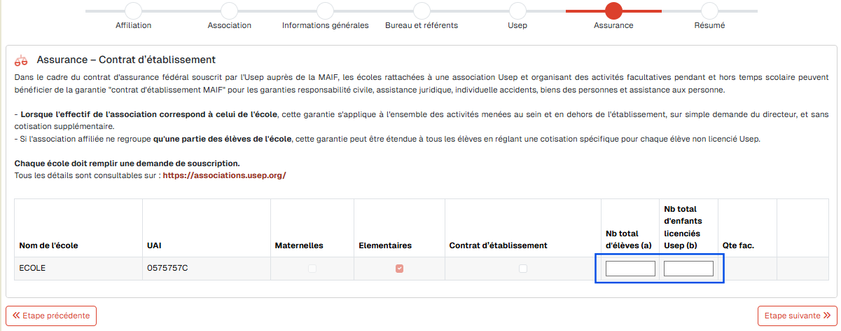 Affiliation
Association
Informations générales
Bureau et référents
Usep
Assurance
Résumé
Assurance – Contrat d'établissement
Dans le cadre du contrat d'assurance fédéral souscrit par l'Usep auprès de la MAIF, les écoles rattachées à une association Usep et organisant des activités facultatives pendant et hors temps scolaire peuvent
bénéficier de la garantie "contrat d'établissement MAIF" pour les garanties responsabilité civile, assistance juridique, individuelle accidents, biens des personnes et assistance aux personne.
- Lorsque l'effectif de l'association correspond à celui de l'école, cette garantie s'applique à l'ensemble des activités menées au sein et en dehors de l'établissement, sur simple demande du directeur, et sans
cotisation supplémentaire.
- Si l'association affiliée ne regroupe qu'une partie des élèves de l'école, cette garantie peut être étendue à tous les élèves en réglant une cotisation spécifique pour chaque élève non licencié Usep.
Chaque école doit remplir une demande de souscription.
Tous les détails sont consultables sur : https://associations.usep.org/
Nom de l'école
UAI
Maternelles
Elementaires
Contrat d'établissement
Nb total
d'élèves (a)
Nb total
d'enfants
licenciés
Usep (b)
Qte fac.
ECOLE
0575757C
Etape précédente
Etape suivante